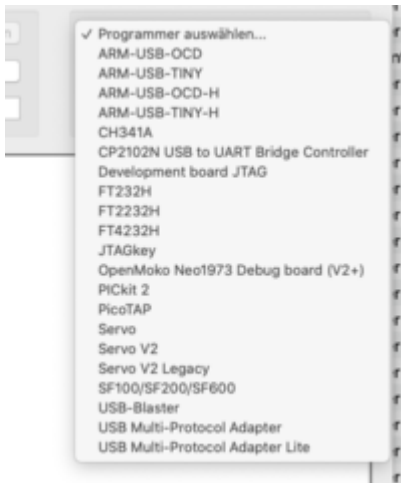 Programmer auswählen...
ARM-USB-OCD
ARM-USB-TINY
ARM-USB-OCD-H
ARM-USB-TINY-H
CH341A
CP2102N USB to UART Bridge Controller
Development board JTAG
FT232H
FT2232H
FT4232H
JTAGkey
OpenMoko Neo1973 Debug board (V2+)
PICkit 2
PicoTAP
Servo
Servo V2
Servo V2 Legacy
SF100/SF200/SF600
USB-Blaster
USB Multi-Protocol Adapter
USB Multi-Protocol Adapter Lite